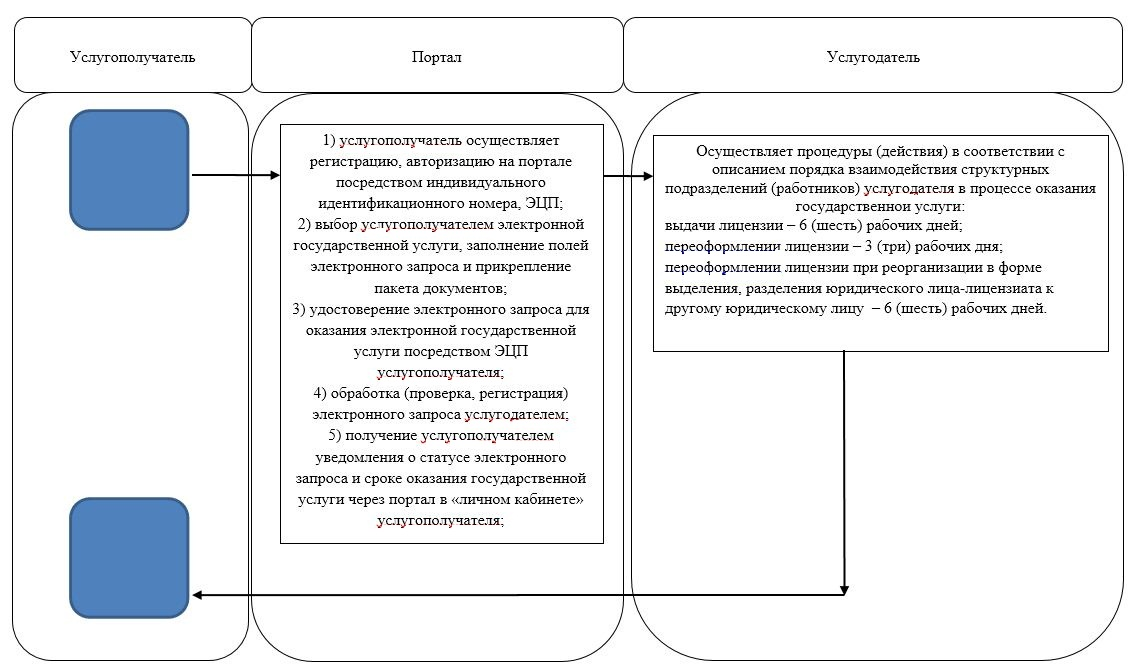 Услугополучатель
Портал
Услугодатель
1) услугополучатель осуществляет
регистрацию, авторизацию на портале
посредством индивидуального
идентификационного номера, ЭЦП;
2) выбор услугополучателем электронной
государственной услуги, заполнение полей
электронного запроса и прикрепление
пакета документов;
3) удостоверение электронного запроса для
оказания электронной государственной
услуги посредством ЭЦП
услугополучателя;
4) обработка (проверка, регистрация)
электронного запроса услугодателем;
5) получение услугополучателем
уведомления о статусе электронного
запроса и сроке оказания государственной
услуги через портал в «личном кабинете»
услугополучателя;
Осуществляет процедуры (действия) в соответствии с
описанием порядка взаимодействия структурных
подразделений (работников) услугодателя в процессе оказания
государственной услуги:
выдачи лицензии – 6 (шесть) рабочих дней;
переоформлении лицензии – 3 (три) рабочих дня;
переоформлении лицензии при реорганизации в форме
выделения, разделения юридического лица-лицензиата к
другому юридическому лицу – 6 (шесть) рабочих дней.